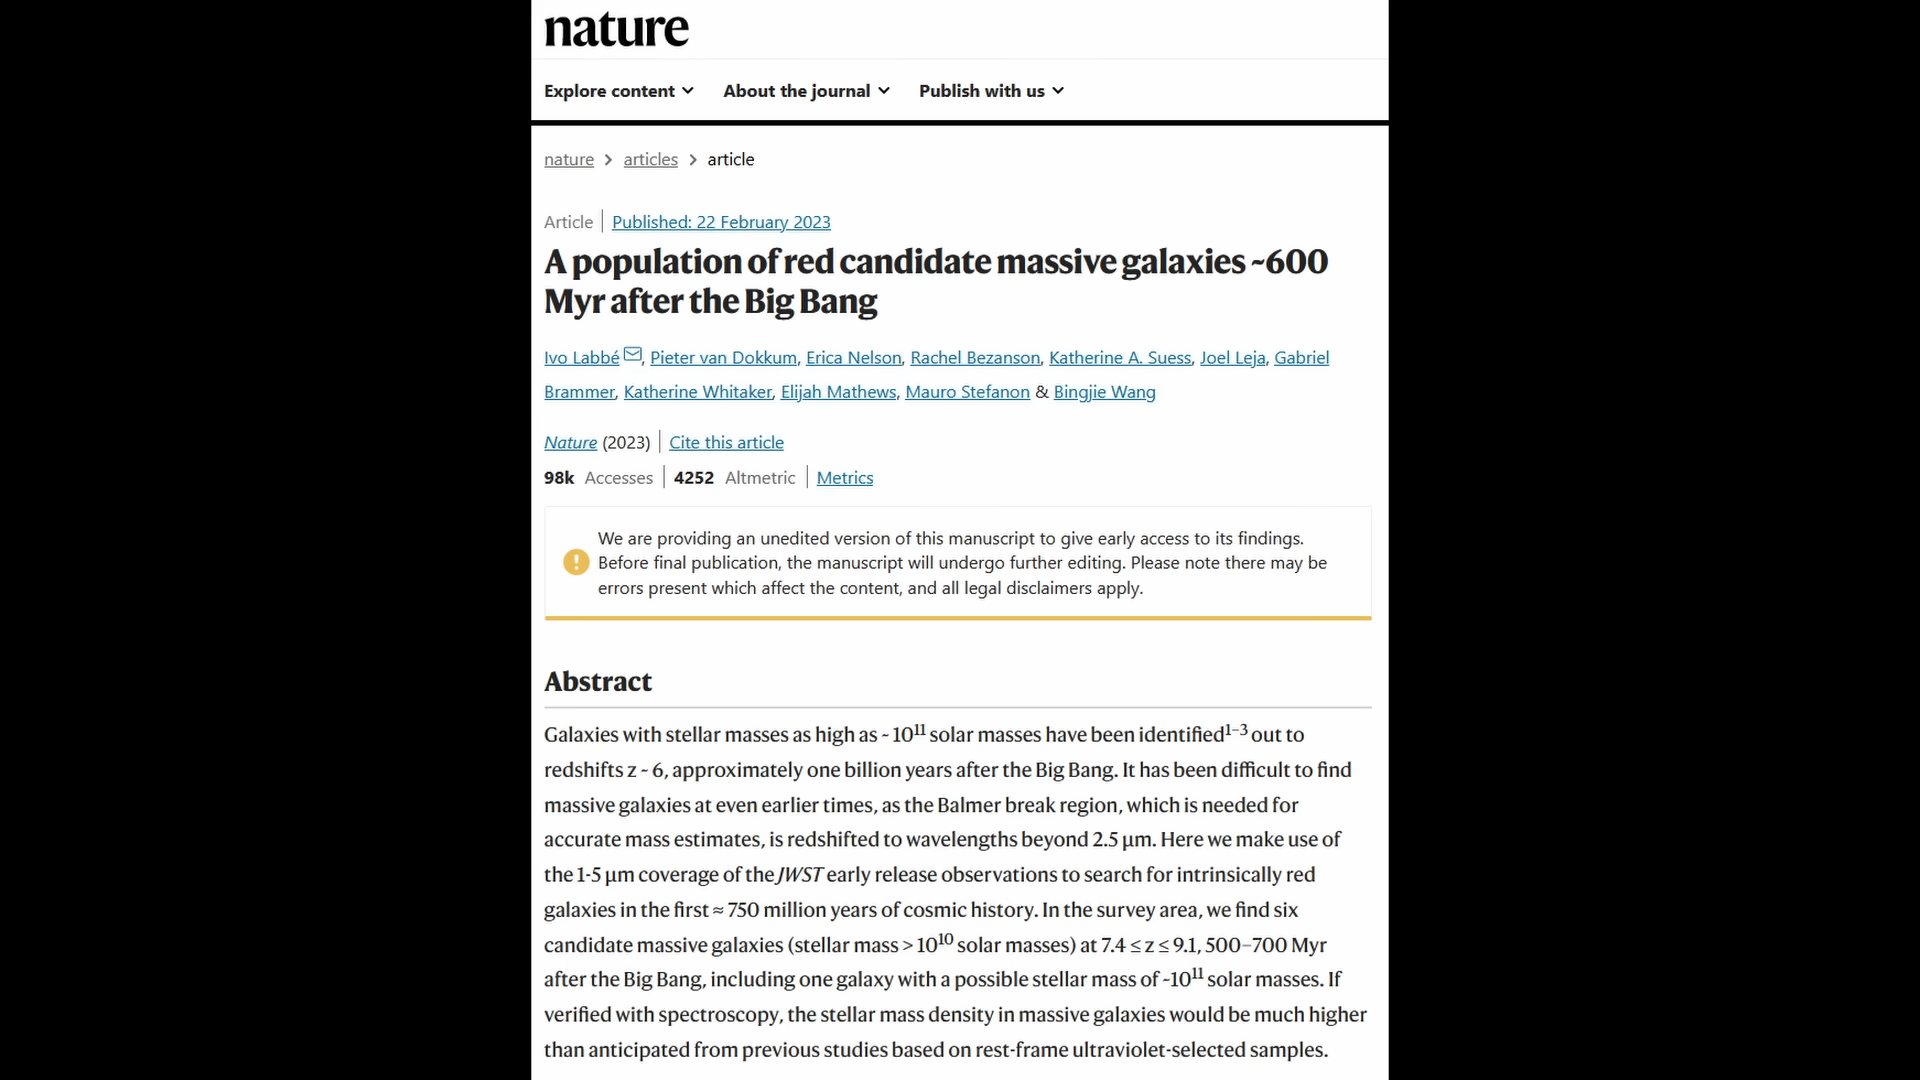 nature
Explore content About the journal Publish with us
nature > articles > article
Article | Published: 22 February 2023
A population of red candidate massive galaxies ~600
Myr after the Big Bang
Ivo Labbé, Pieter van Dokkum, Erica Nelson, Rachel Bezanson, Katherine A. Suess, Joel Leja, Gabriel
Brammer, Katherine Whitaker, Elijah Mathews, Mauro Stefanon & Bingjie Wang
Nature (2023) | Cite this article
98k Accesses | 4252 Altmetric | Metrics
We are providing an unedited version of this manuscript to give early access to its findings.
Before final publication, the manuscript will undergo further editing. Please note there may be
errors present which affect the content, and all legal disclaimers apply.
Abstract
Galaxies with stellar masses as high as ~ 10¹¹ solar masses have been identified¹⁻³ out to
redshifts z ~ 6, approximately one billion years after the Big Bang. It has been difficult to find
massive galaxies at even earlier times, as the Balmer break region, which is needed for
accurate mass estimates, is redshifted to wavelengths beyond 2.5 μm. Here we make use of
the 1-5 μm coverage of the JWST early release observations to search for intrinsically red
galaxies in the first ≈ 750 million years of cosmic history. In the survey area, we find six
candidate massive galaxies (stellar mass > 10¹⁰ solar masses) at 7.4 ≤ z ≤ 9.1, 500–700 Myr
after the Big Bang, including one galaxy with a possible stellar mass of ~10¹¹ solar masses. If
verified with spectroscopy, the stellar mass density in massive galaxies would be much higher
than anticipated from previous studies based on rest-frame ultraviolet-selected samples.